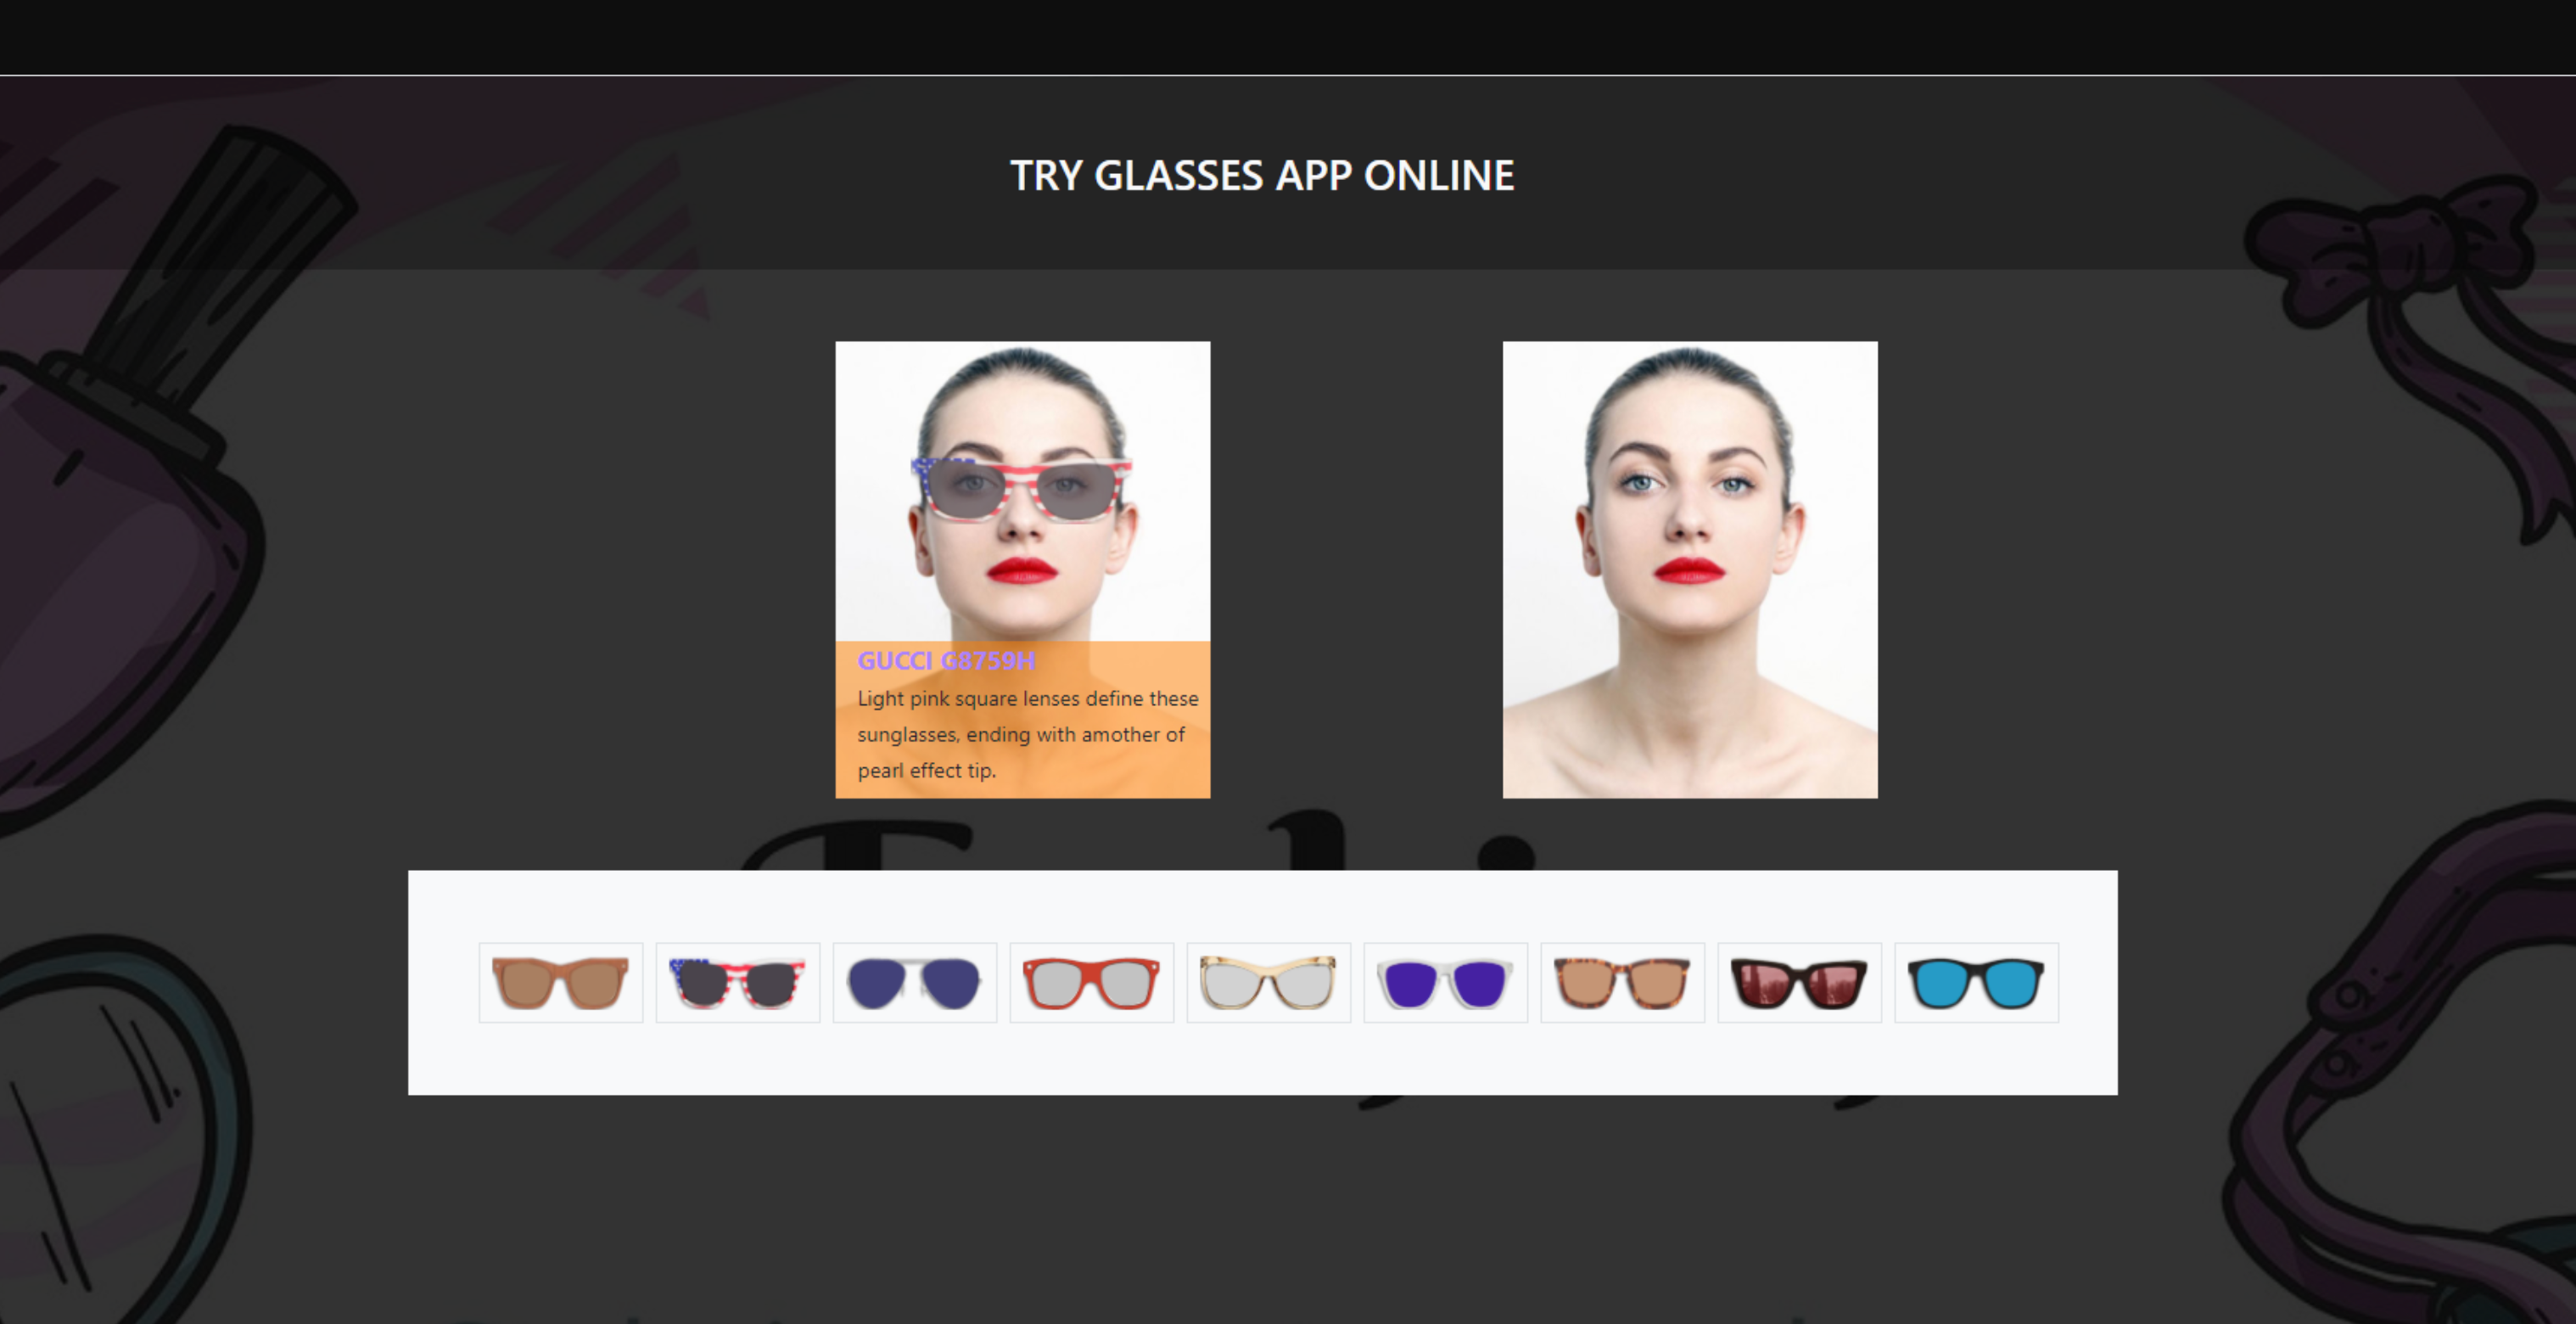 TRY GLASSES APP ONLINE
GUCCI G8759H
Light pink square lenses define these
sunglasses, ending with amother of
pearl effect tip.